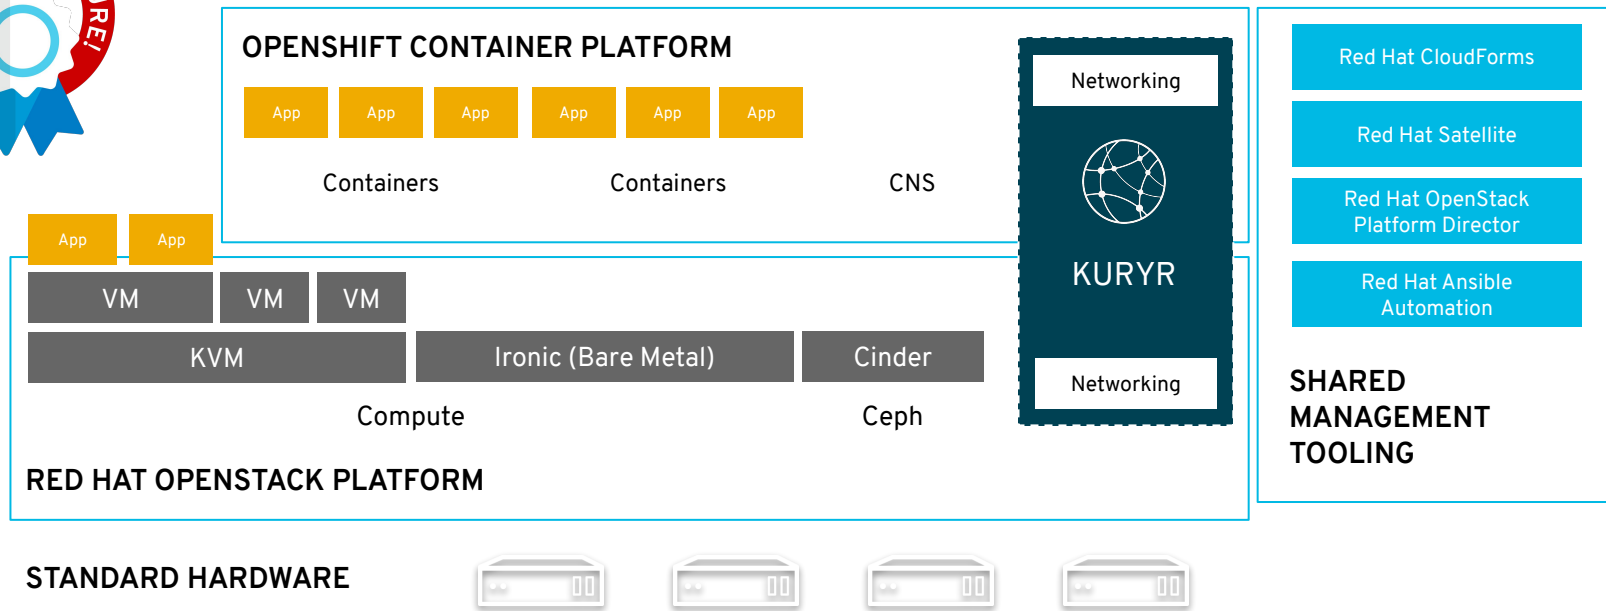 URE!
OPENSHIFT CONTAINER PLATFORM
App App App App App App
Containers Containers CNS
Networking
KURYR
Networking
App App
VM VM VM
KVM Ironic (Bare Metal) Cinder
Compute Ceph
RED HAT OPENSTACK PLATFORM
STANDARD HARDWARE
Red Hat CloudForms
Red Hat Satellite
Red Hat OpenStack
Platform Director
Red Hat Ansible
Automation
SHARED
MANAGEMENT
TOOLING